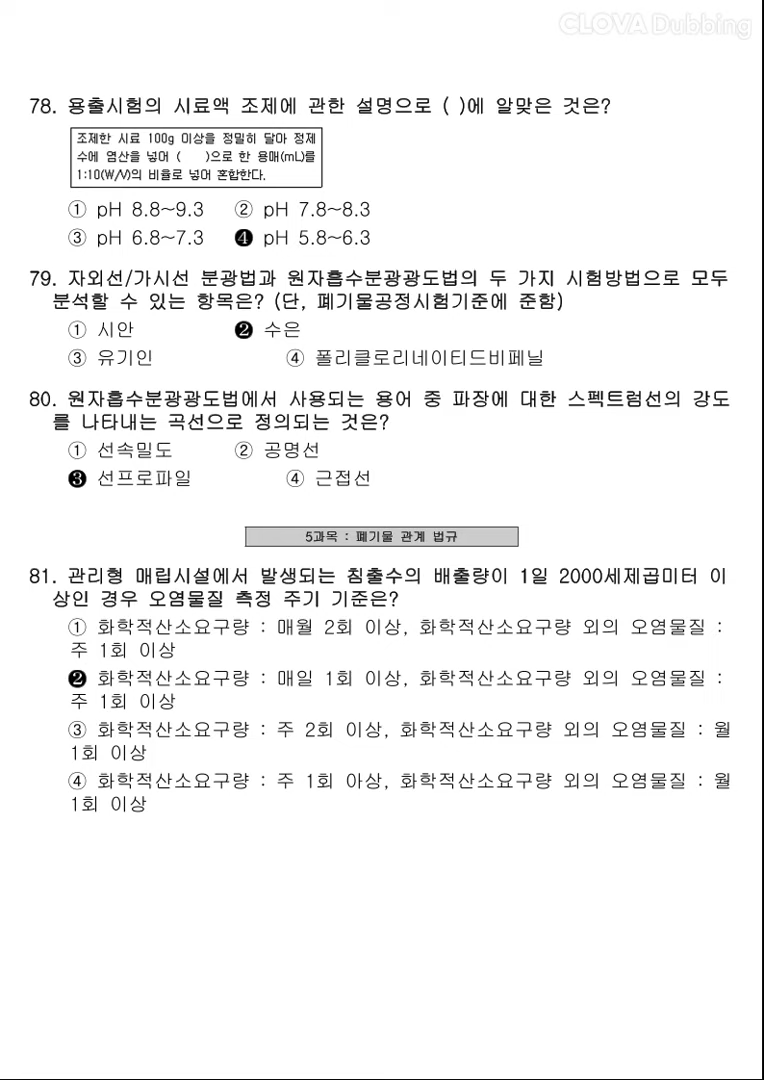 CLOVA Dubbing
78. 용출시험의 시료액 조제에 관한 설명으로 ( )에 알맞은 것은?
조제한 시료 100g 이상을 정밀히 달아 정제
수에 염산을 넣어 ( )으로 한 용매(mL)를
1:10(W/V)의 비율로 넣어 혼합한다.
① pH 8.8~9.3 ② pH 7.8~8.3
③ pH 6.8~7.3 ❹ pH 5.8~6.3
79. 자외선/가시선 분광법과 원자흡수분광광도법의 두 가지 시험방법으로 모두
분석할 수 있는 항목은? (단, 폐기물공정시험기준에 준함)
① 시안 ❷ 수은
③ 유기인 ④ 폴리클로리네이티드비페닐
80. 원자흡수분광광도법에서 사용되는 용어 중 파장에 대한 스펙트럼선의 강도
를 나타내는 곡선으로 정의되는 것은?
① 선속밀도 ② 공명선
❸ 선프로파일 ④ 근접선
5과목 : 폐기물 관계 법규
81. 관리형 매립시설에서 발생되는 침출수의 배출량이 1일 2000세제곱미터 이
상인 경우 오염물질 측정 주기 기준은?
① 화학적산소요구량 : 매월 2회 이상, 화학적산소요구량 외의 오염물질 :
주 1회 이상
❷ 화학적산소요구량 : 매일 1회 이상, 화학적산소요구량 외의 오염물질 :
주 1회 이상
③ 화학적산소요구량 : 주 2회 이상, 화학적산소요구량 외의 오염물질 : 월
1회 이상
④ 화학적산소요구량 : 주 1회 아상, 화학적산소요구량 외의 오염물질 : 월
1회 이상